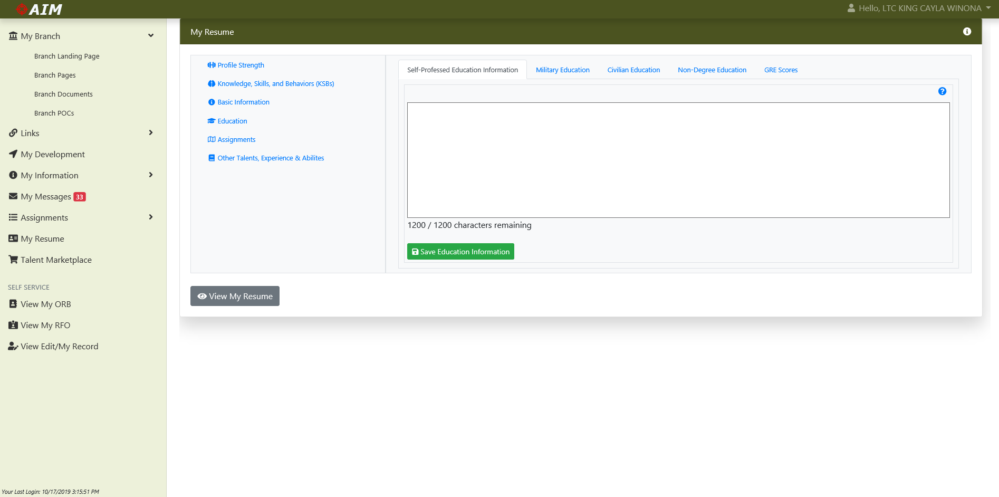 AIM
Hello, LTC KING CAYLA WINONA
My Branch
Branch Landing Page
Branch Pages
Branch Documents
Branch POCs
Links
My Development
My Information
My Messages 33
Assignments
My Resume
Talent Marketplace
SELF SERVICE
View My ORB
View My RFO
View Edit/My Record
Your Last Login: 10/17/2019 3:15:51 PM
My Resume
Profile Strength
Knowledge, Skills, and Behaviors (KSBs)
Basic Information
Education
Assignments
Other Talents, Experience & Abilites
Self-Professed Education Information Military Education Civilian Education Non-Degree Education GRE Scores
1200 / 1200 characters remaining
Save Education Information
View My Resume